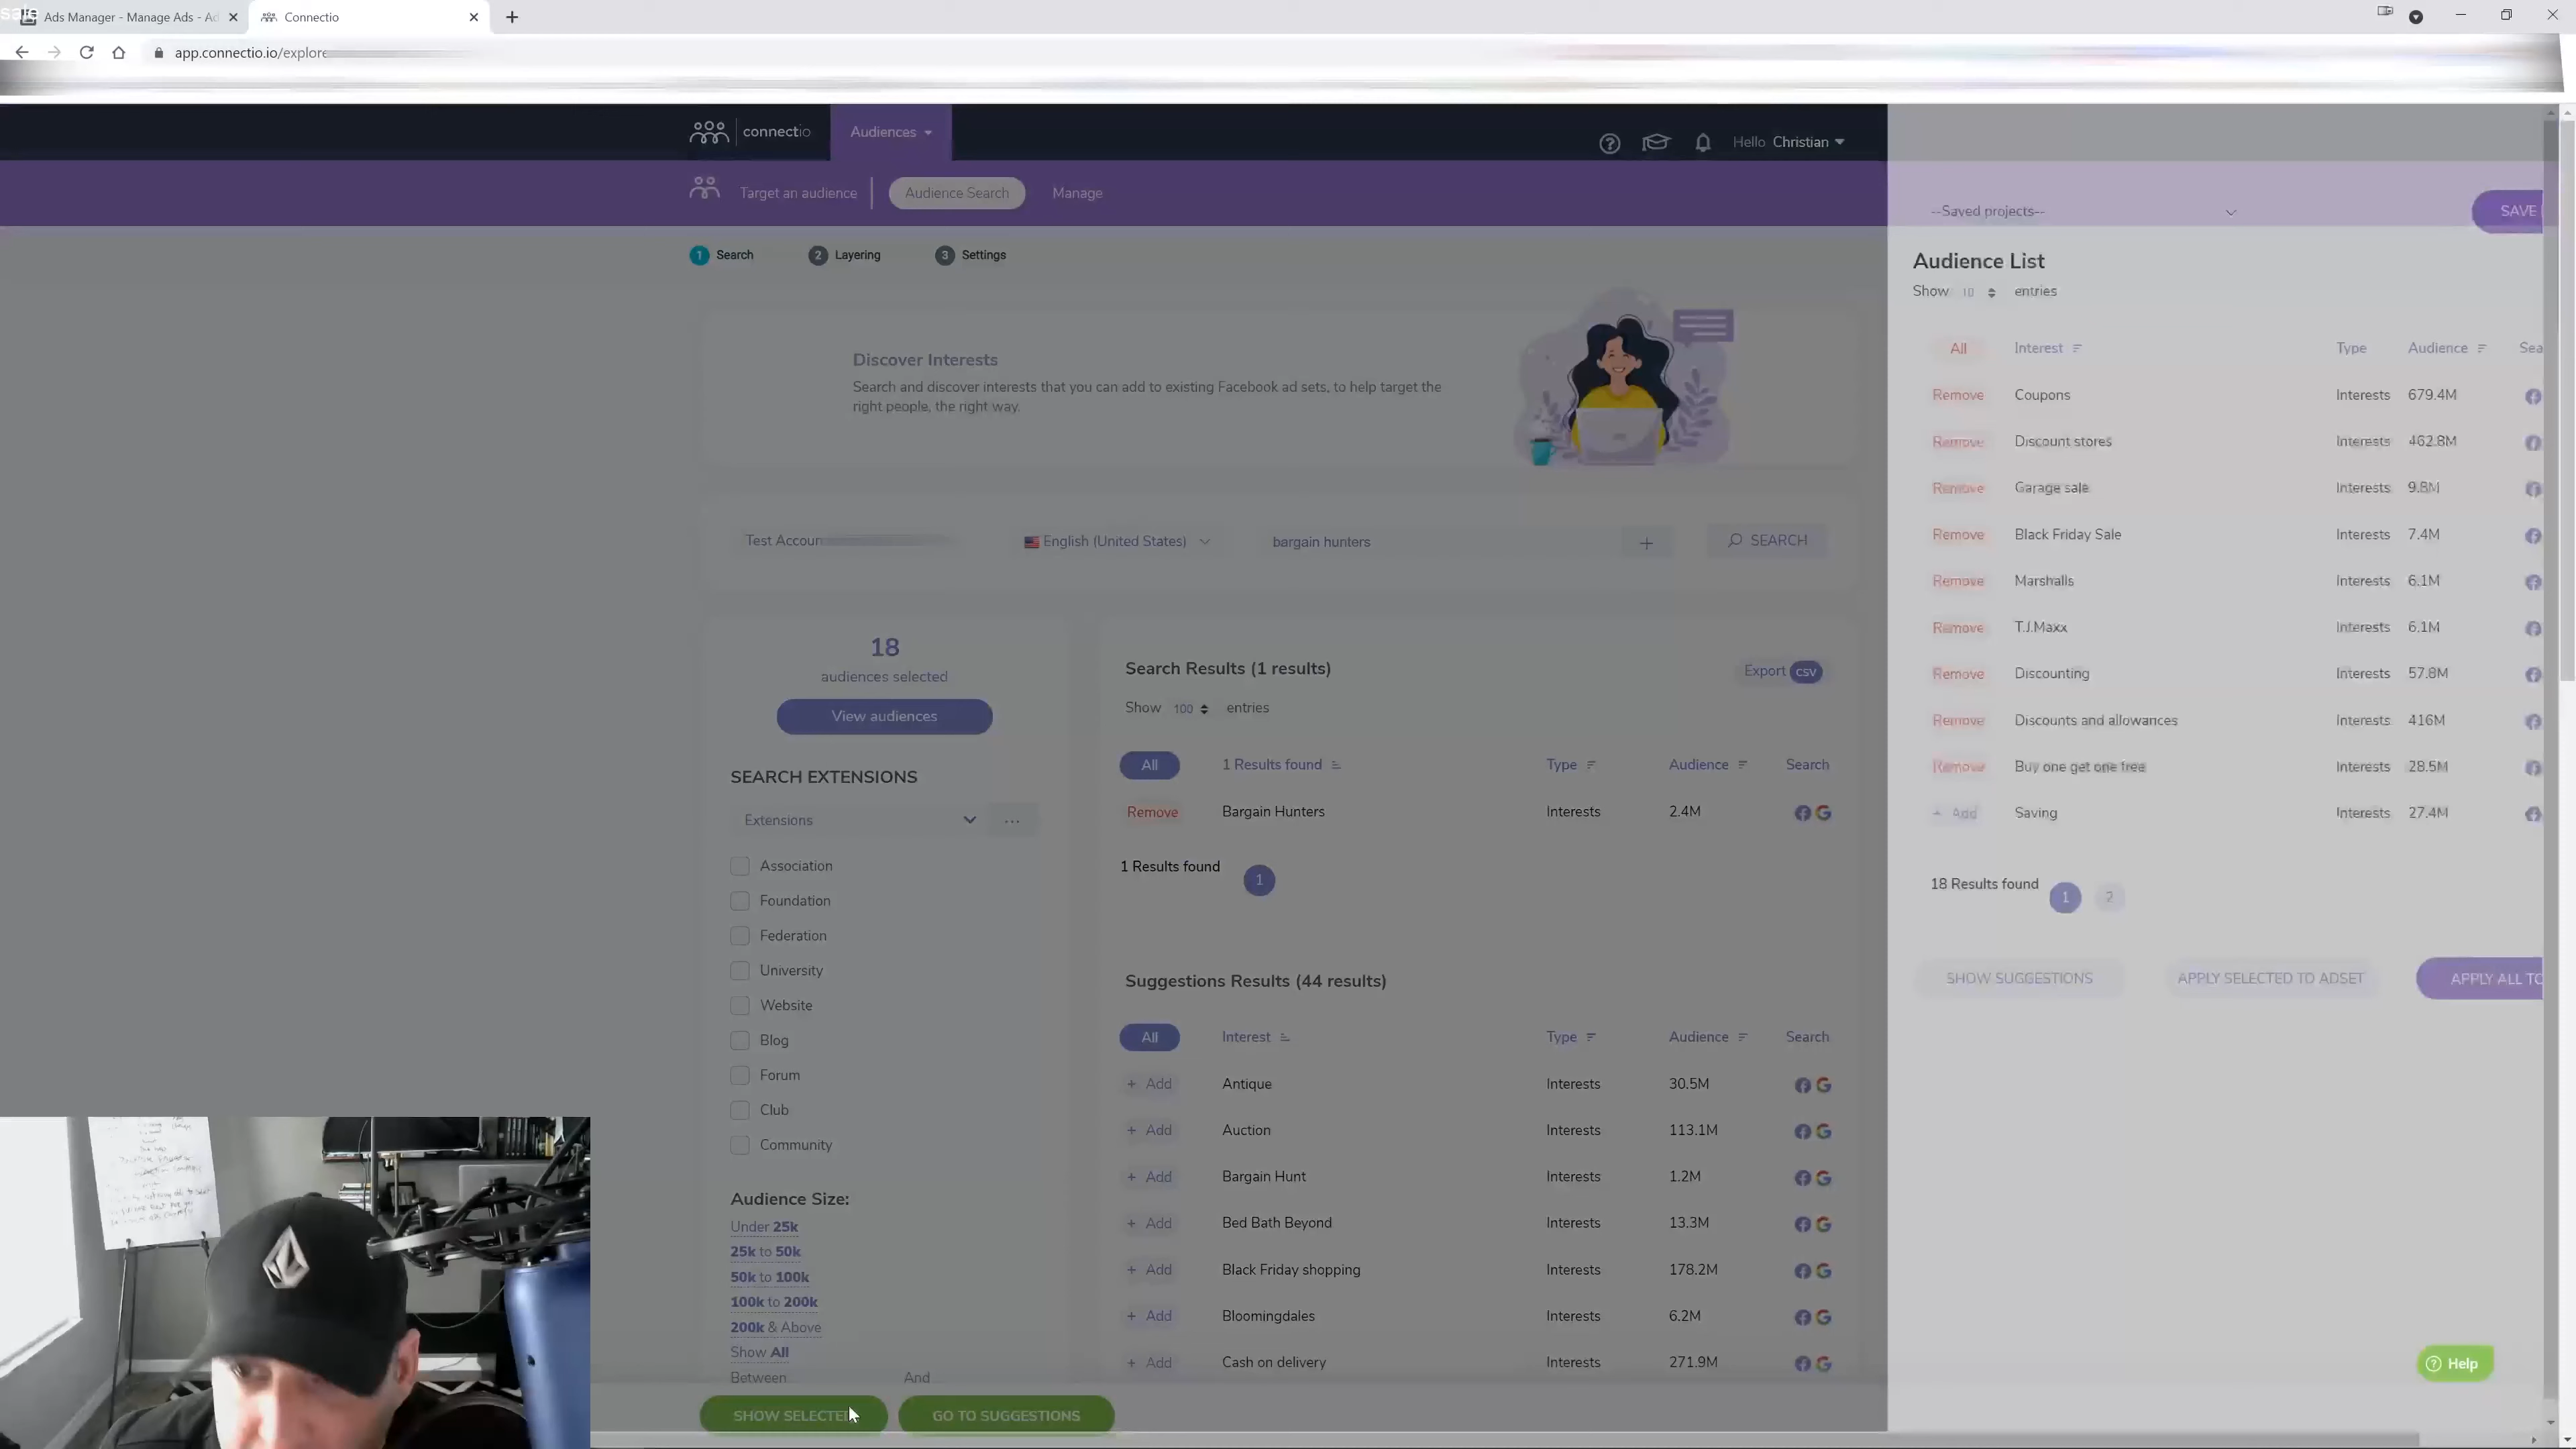 sale
Ads Manager - Manage Ads - Ad
Connectio
app.connectio.io/explore
connectio
Audiences
Hello Christian
Target an audience
Audience Search
Manage
--Saved projects--
SAVE
1 Search
2 Layering
3 Settings
Audience List
Show 10 entries
Discover Interests
Search and discover interests that you can add to existing Facebook ad sets, to help target the
right people, the right way.
All Interest Type Audience Sea
Remove Coupons Interests 679.4M
Remove Discount stores Interests 462.8M
Remove Garage sale Interests 9.8M
Remove Black Friday Sale Interests 7.4M
Remove Marshalls Interests 6.1M
Remove T.J.Maxx Interests 6.1M
Remove Discounting Interests 57.8M
Remove Discounts and allowances Interests 416M
Remove Buy one get one free Interests 28.5M
+ Add Saving Interests 27.4M
18 Results found 1 2
SHOW SUGGESTIONS
APPLY SELECTED TO ADSET
APPLY ALL TO
Test Accoun
English (United States)
bargain hunters
+
SEARCH
18
audiences selected
View audiences
SEARCH EXTENSIONS
Extensions
...
Association
Foundation
Federation
University
Website
Blog
Forum
Club
Community
Audience Size:
Under 25k
25k to 50k
50k to 100k
100k to 200k
200k & Above
Show All
Between And
Search Results (1 results)
Export CSV
Show 100 entries
All 1 Results found Type Audience Search
Remove Bargain Hunters Interests 2.4M
1 Results found 1
Suggestions Results (44 results)
All Interest Type Audience Search
+ Add Antique Interests 30.5M
+ Add Auction Interests 113.1M
+ Add Bargain Hunt Interests 1.2M
+ Add Bed Bath Beyond Interests 13.3M
+ Add Black Friday shopping Interests 178.2M
+ Add Bloomingdales Interests 6.2M
+ Add Cash on delivery Interests 271.9M
SHOW SELECTED
GO TO SUGGESTIONS
Help